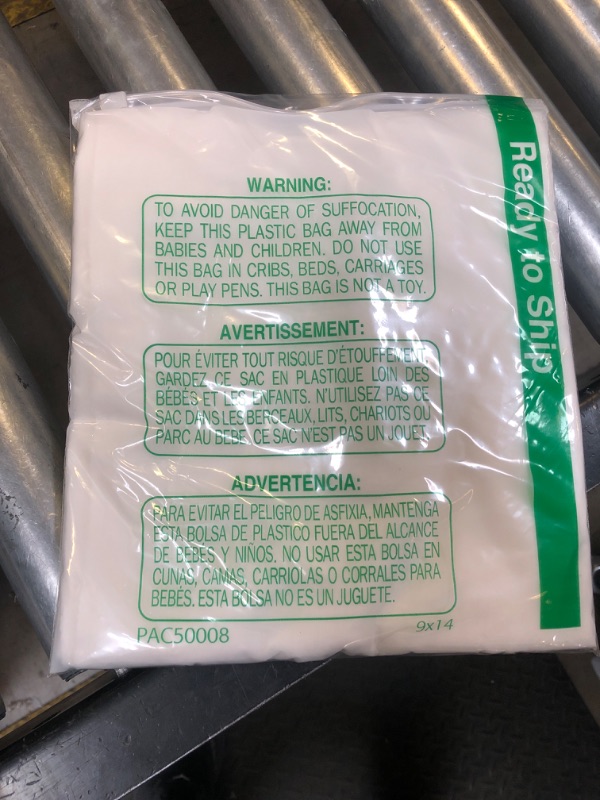 WARNING:
TO AVOID DANGER OF SUFFOCATION,
KEEP THIS PLASTIC BAG AWAY FROM
BABIES AND CHILDREN. DO NOT USE
THIS BAG IN CRIBS, BEDS, CARRIAGES
OR PLAY PENS. THIS BAG IS NOT A TOY.
AVERTISSEMENT:
POUR ÉVITER TOUT RISQUE D'ÉTOUFFEMENT,
GARDEZ CE SAC EN PLASTIQUE LOIN DES
BÉBÉS ET LES ENFANTS. N'UTILISEZ PAS CE
SAC DANS LES BERCEAUX, LITS, CHARIOTS OU
PARC AU BÉBÉ. CE SAC N'EST PAS UN JOUET.
ADVERTENCIA:
PARA EVITAR EL PELIGRO DE ASFIXIA, MANTENGA
ESTA BOLSA DE PLASTICO FUERA DEL ALCANCE
DE BEBÉS Y NIÑOS. NO USAR ESTA BOLSA EN
CUNAS, CAMAS, CARRIOLAS O CORRALES PARA
BEBÉS. ESTA BOLSA NO ES UN JUGUETE.
PAC50008
9x14
Ready to Ship